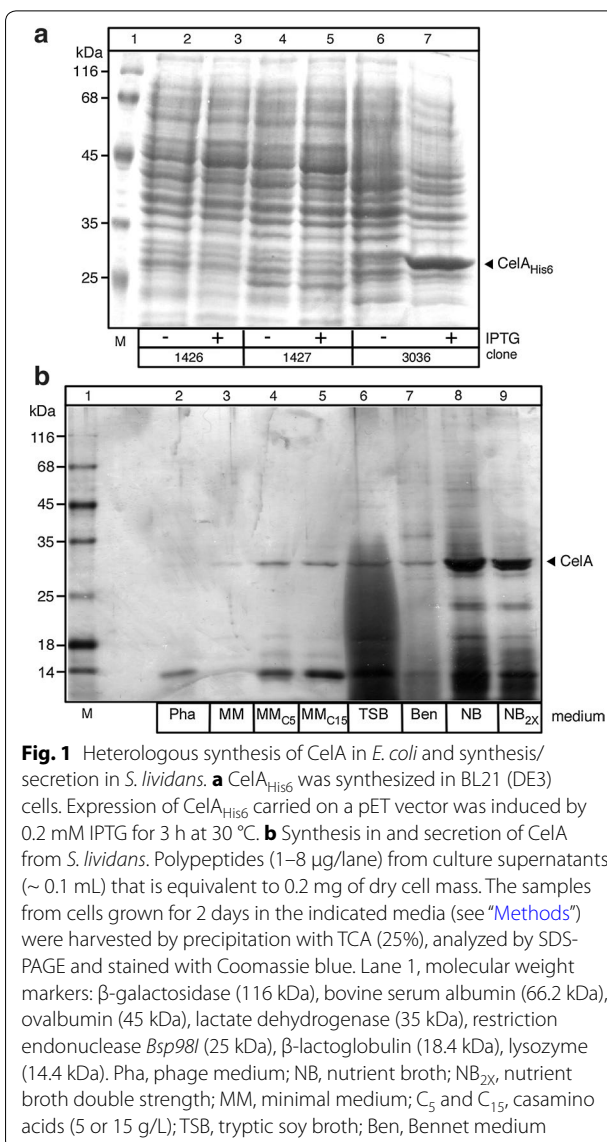 a
1 2 3 4 5 6 7
kDa
116
68
45
35
25
CelA_His6
M - + - + - + IPTG
1426 1427 3036 clone
b
1 2 3 4 5 6 7 8 9
kDa
116
68
45
35
CelA
25
18
14
M Pha MM MM_C5 MM_C15 TSB Ben NB NB_2X medium
Fig. 1 Heterologous synthesis of CelA in E. coli and synthesis/
secretion in S. lividans. a CelA_His6 was synthesized in BL21 (DE3)
cells. Expression of CelA_His6 carried on a pET vector was induced by
0.2 mM IPTG for 3 h at 30 °C. b Synthesis in and secretion of CelA
from S. lividans. Polypeptides (1–8 µg/lane) from culture supernatants
(~ 0.1 mL) that is equivalent to 0.2 mg of dry cell mass. The samples
from cells grown for 2 days in the indicated media (see “Methods”)
were harvested by precipitation with TCA (25%), analyzed by SDS-
PAGE and stained with Coomassie blue. Lane 1, molecular weight
markers: β-galactosidase (116 kDa), bovine serum albumin (66.2 kDa),
ovalbumin (45 kDa), lactate dehydrogenase (35 kDa), restriction
endonuclease Bsp98I (25 kDa), β-lactoglobulin (18.4 kDa), lysozyme
(14.4 kDa). Pha, phage medium; NB, nutrient broth; NB_2X, nutrient
broth double strength; MM, minimal medium; C_5 and C_15, casamino
acids (5 or 15 g/L); TSB, tryptic soy broth; Ben, Bennet medium